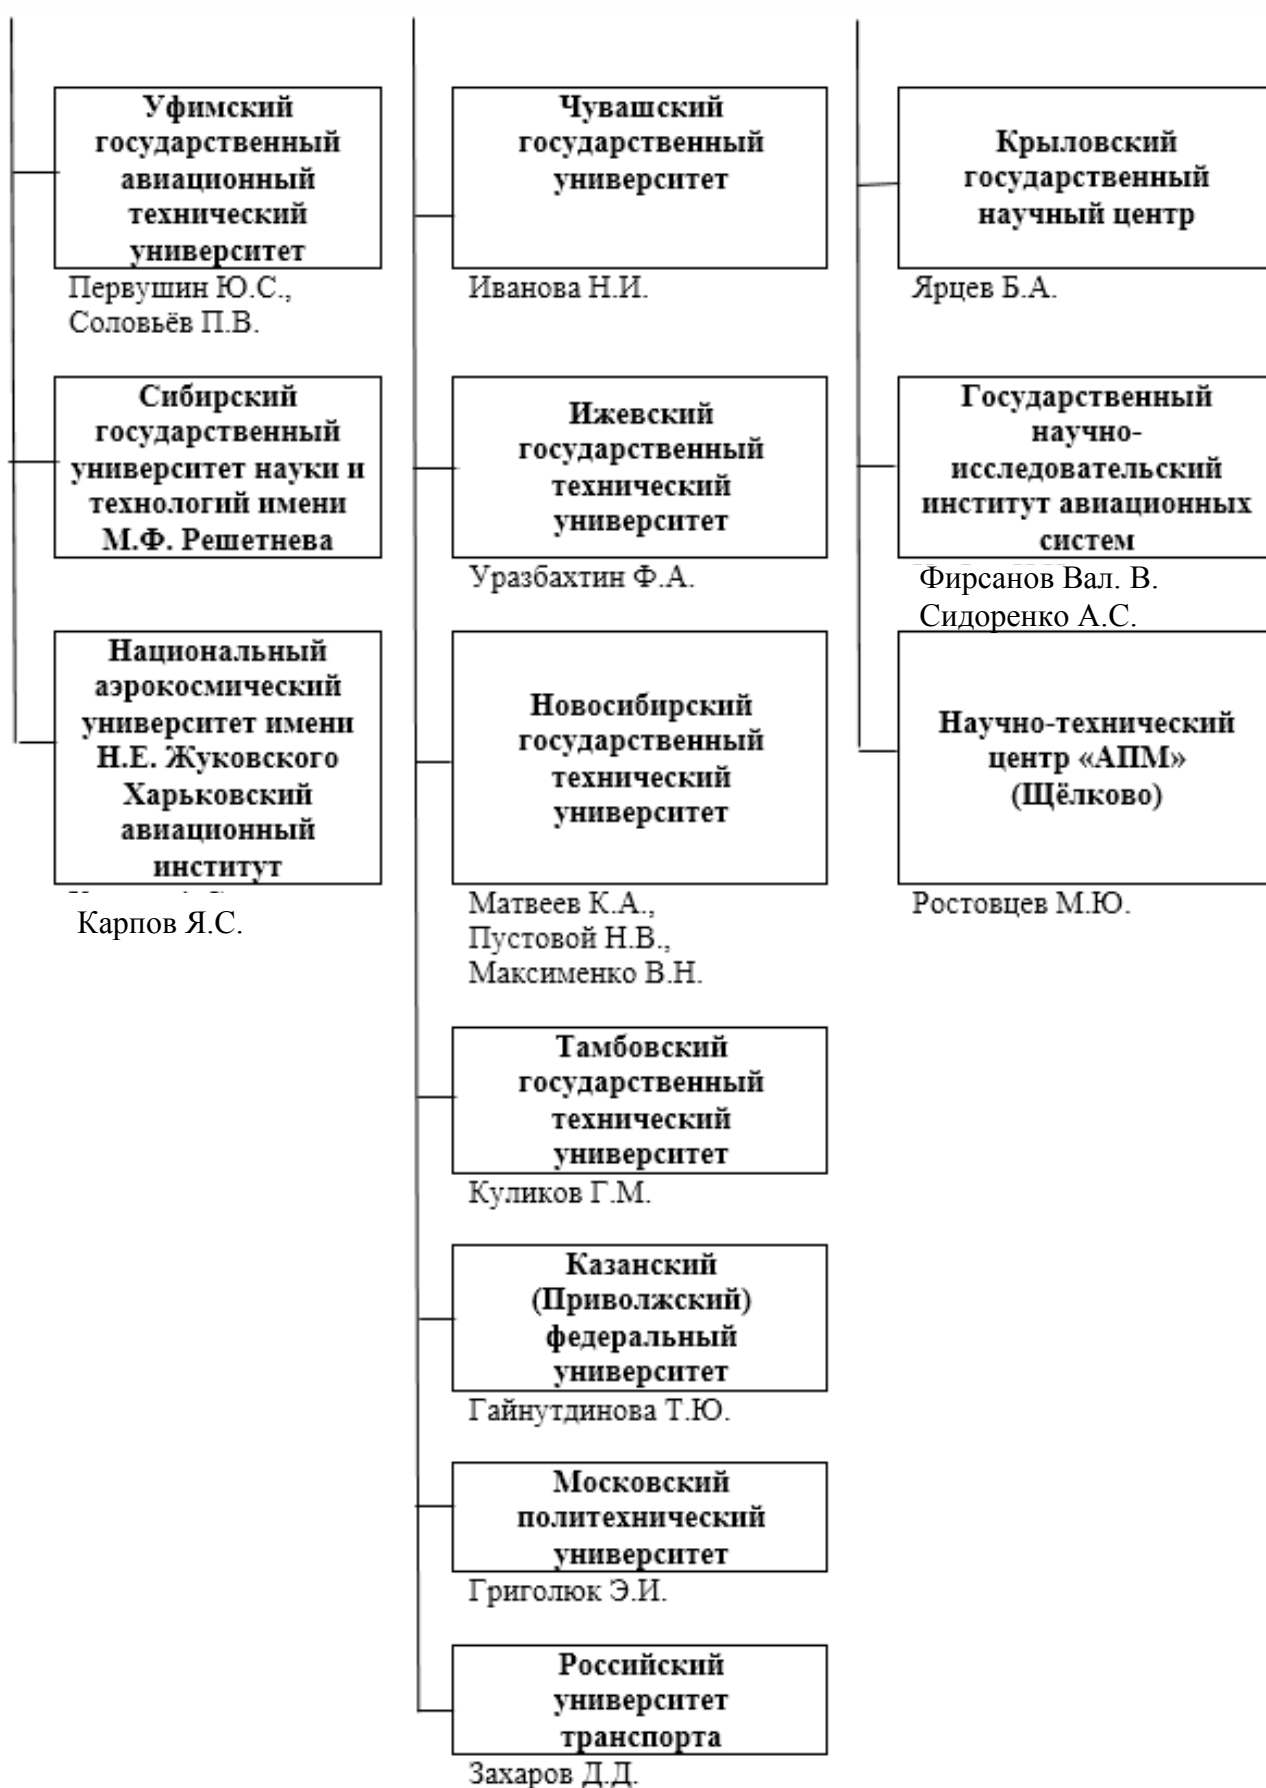 Уфимский
государственный
авиационный
технический
университет
Первушин Ю.С.,
Соловьёв П.В.
Сибирский
государственный
университет науки и
технологий имени
М.Ф. Решетнева
Национальный
аэрокосмический
университет имени
Н.Е. Жуковского
Харьковский
авиационный
институт
Карпов Я.С.
Чувашский
государственный
университет
Иванова Н.И.
Ижевский
государственный
технический
университет
Уразбахтин Ф.А.
Новосибирский
государственный
технический
университет
Матвеев К.А.,
Пустовой Н.В.,
Максименко В.Н.
Тамбовский
государственный
технический
университет
Куликов Г.М.
Казанский
(Приволжский)
федеральный
университет
Гайнутдинова Т.Ю.
Московский
политехнический
университет
Григолюк Э.И.
Российский
университет
транспорта
Захаров Д.Д.
Крыловский
государственный
научный центр
Ярцев Б.А.
Государственный
научно-
исследовательский
институт авиационных
систем
Фирсанов Вал. В.
Сидоренко А.С.
Научно-технический
центр «АПМ»
(Щёлково)
Ростовцев М.Ю.